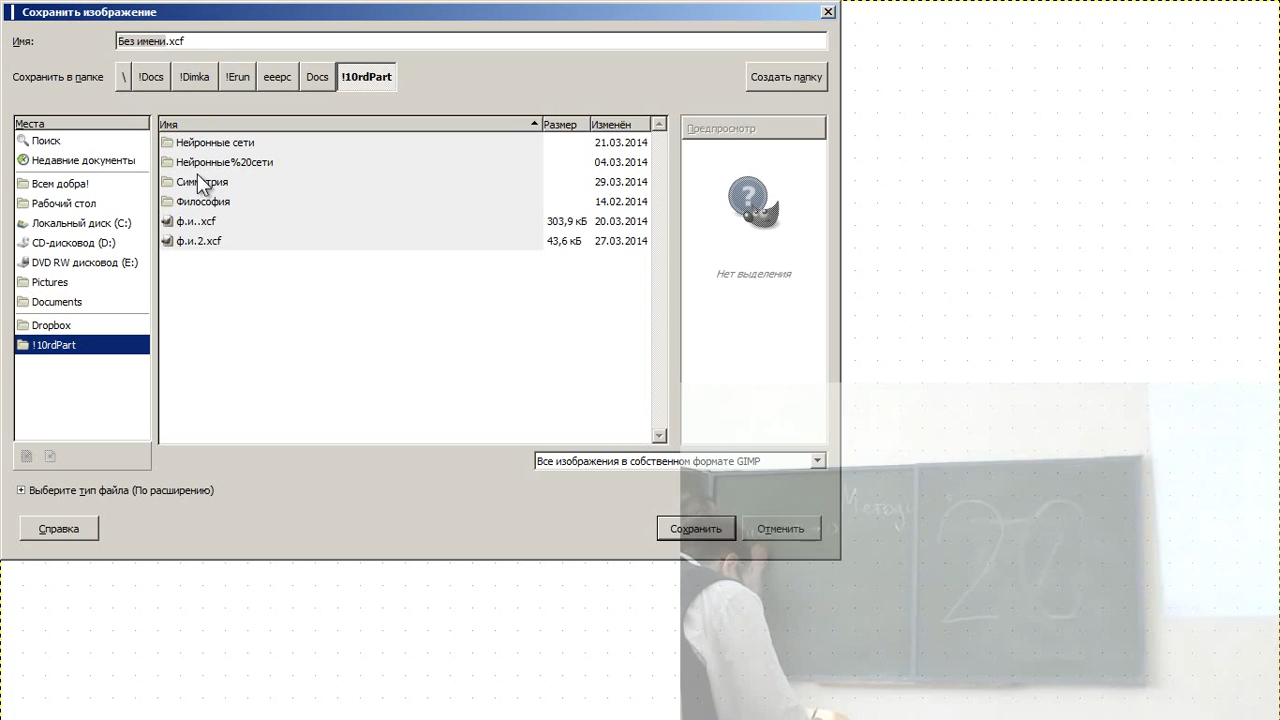 Сохранить изображение
Имя: Без имени.xcf
Сохранить в папке \ !Docs !Dimka !Erun eeepc Docs !10rdPart Создать папку
Места
Поиск
Недавние документы
Всем добра!
Рабочий стол
Локальный диск (C:)
CD-дисковод (D:)
DVD RW дисковод (E:)
Pictures
Documents
Dropbox
!10rdPart
Имя Размер Изменён
Нейронные сети 21.03.2014
Нейронные%20сети 04.03.2014
Симметрия 29.03.2014
Философия 14.02.2014
ф.и..xcf 303,9 кБ 20.03.2014
ф.и.2.xcf 43,6 кБ 27.03.2014
Предпросмотр
?
Нет выделения
Все изображения в собственном формате GIMP
Выберите тип файла (По расширению)
Справка Сохранить Отменить
Методы
20